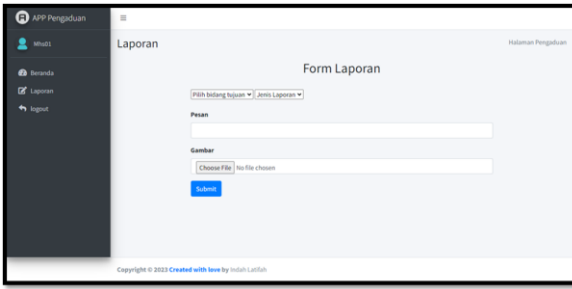 APP Pengaduan
Mhs01
Beranda
Laporan
logout
Laporan
Halaman Pengaduan
Form Laporan
Pilih bidang tujuan Jenis Laporan
Pesan
Gambar
Choose File No file chosen
Submit
Copyright © 2023 Created with love by Indah Latifah